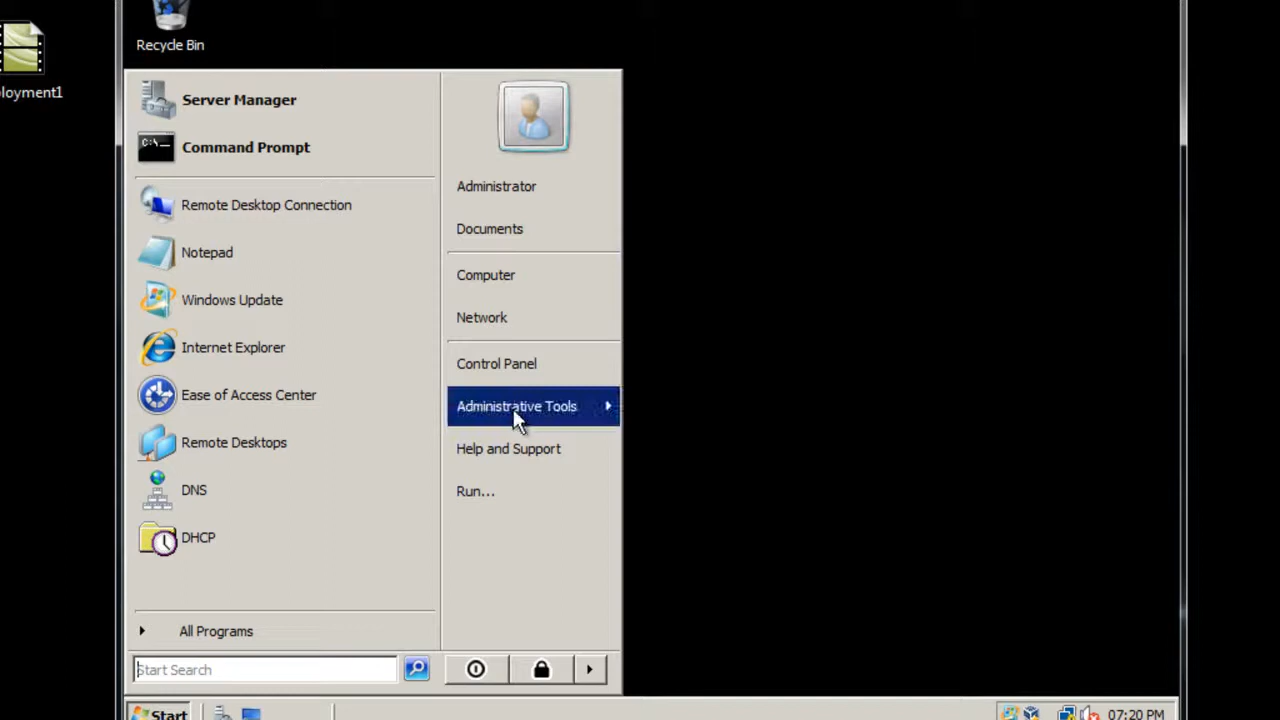 Recycle Bin
loyment1
Server Manager
Command Prompt
Remote Desktop Connection
Notepad
Windows Update
Internet Explorer
Ease of Access Center
Remote Desktops
DNS
DHCP
All Programs
Start Search
Administrator
Documents
Computer
Network
Control Panel
Administrative Tools
Help and Support
Run...
Start
07:20 PM